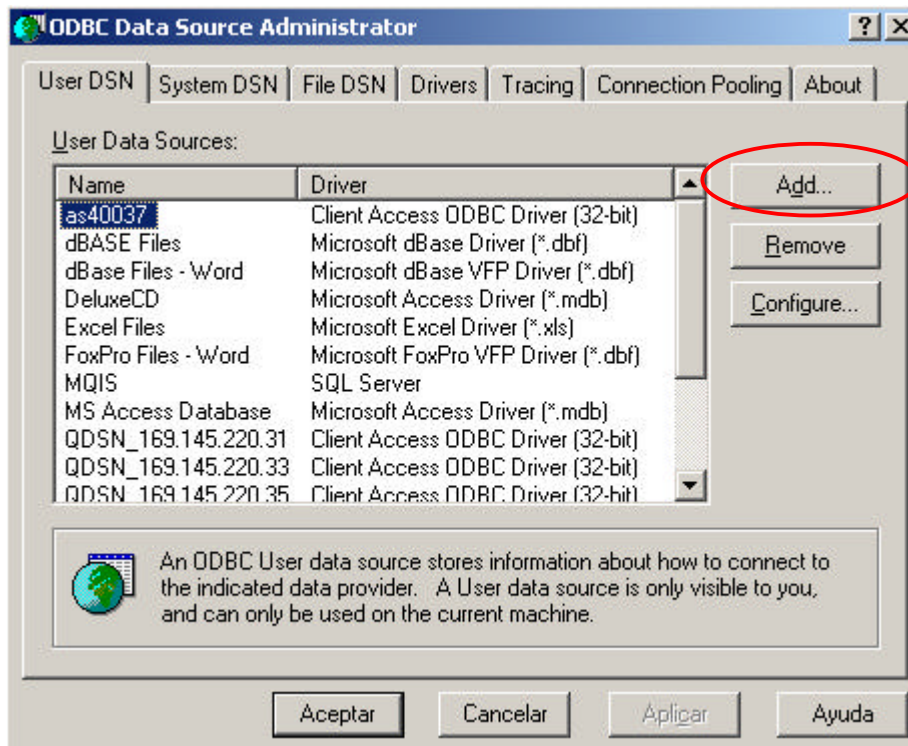 ODBC Data Source Administrator
User DSN System DSN File DSN Drivers Tracing Connection Pooling About
User Data Sources:
Name Driver
as40037 Client Access ODBC Driver (32-bit)
dBASE Files Microsoft dBase Driver (*.dbf)
dBase Files - Word Microsoft dBase VFP Driver (*.dbf)
DeluxeCD Microsoft Access Driver (*.mdb)
Excel Files Microsoft Excel Driver (*.xls)
FoxPro Files - Word Microsoft FoxPro VFP Driver (*.dbf)
MQIS SQL Server
MS Access Database Microsoft Access Driver (*.mdb)
QDSN_169.145.220.31 Client Access ODBC Driver (32-bit)
QDSN_169.145.220.33 Client Access ODBC Driver (32-bit)
QDSN_169.145.220.35 Client Access ODBC Driver (32-bit)
Add...
Remove
Configure...
An ODBC User data source stores information about how to connect to
the indicated data provider. A User data source is only visible to you,
and can only be used on the current machine.
Aceptar Cancelar Aplicar Ayuda